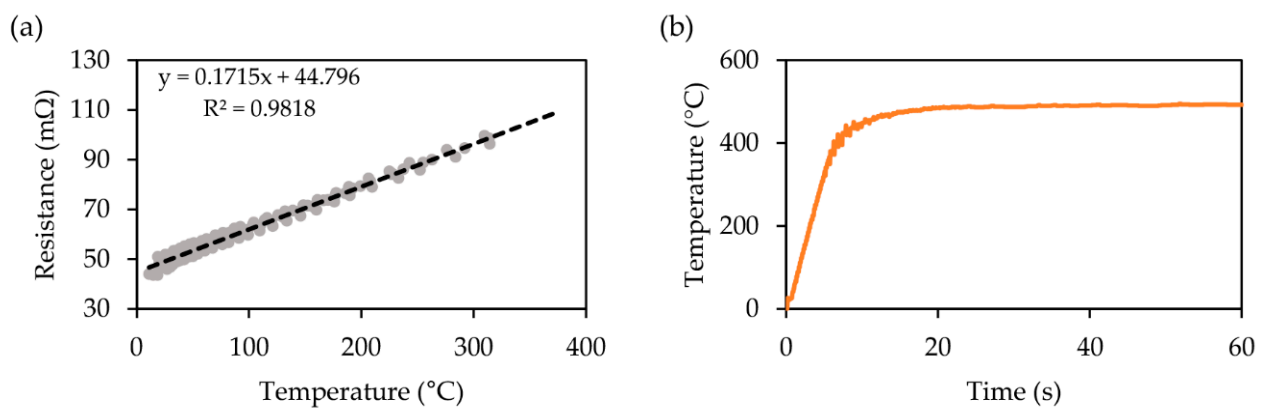 (a)
y = 0.1715x + 44.796
R² = 0.9818
130
110
90
70
50
30
Resistance (mΩ)
0 100 200 300 400
Temperature (°C)
(b)
600
400
200
0
Temperature (°C)
0 20 40 60
Time (s)